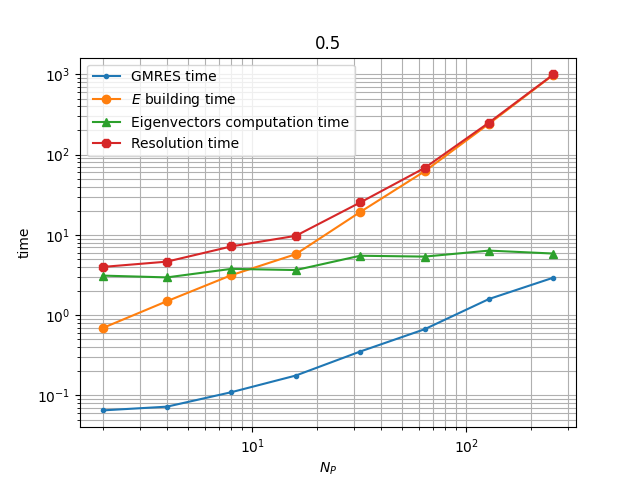 0.5
GMRES time
E building time
Eigenvectors computation time
Resolution time
time
10³
10²
10¹
10⁰
10⁻¹
10¹
10²
N_P